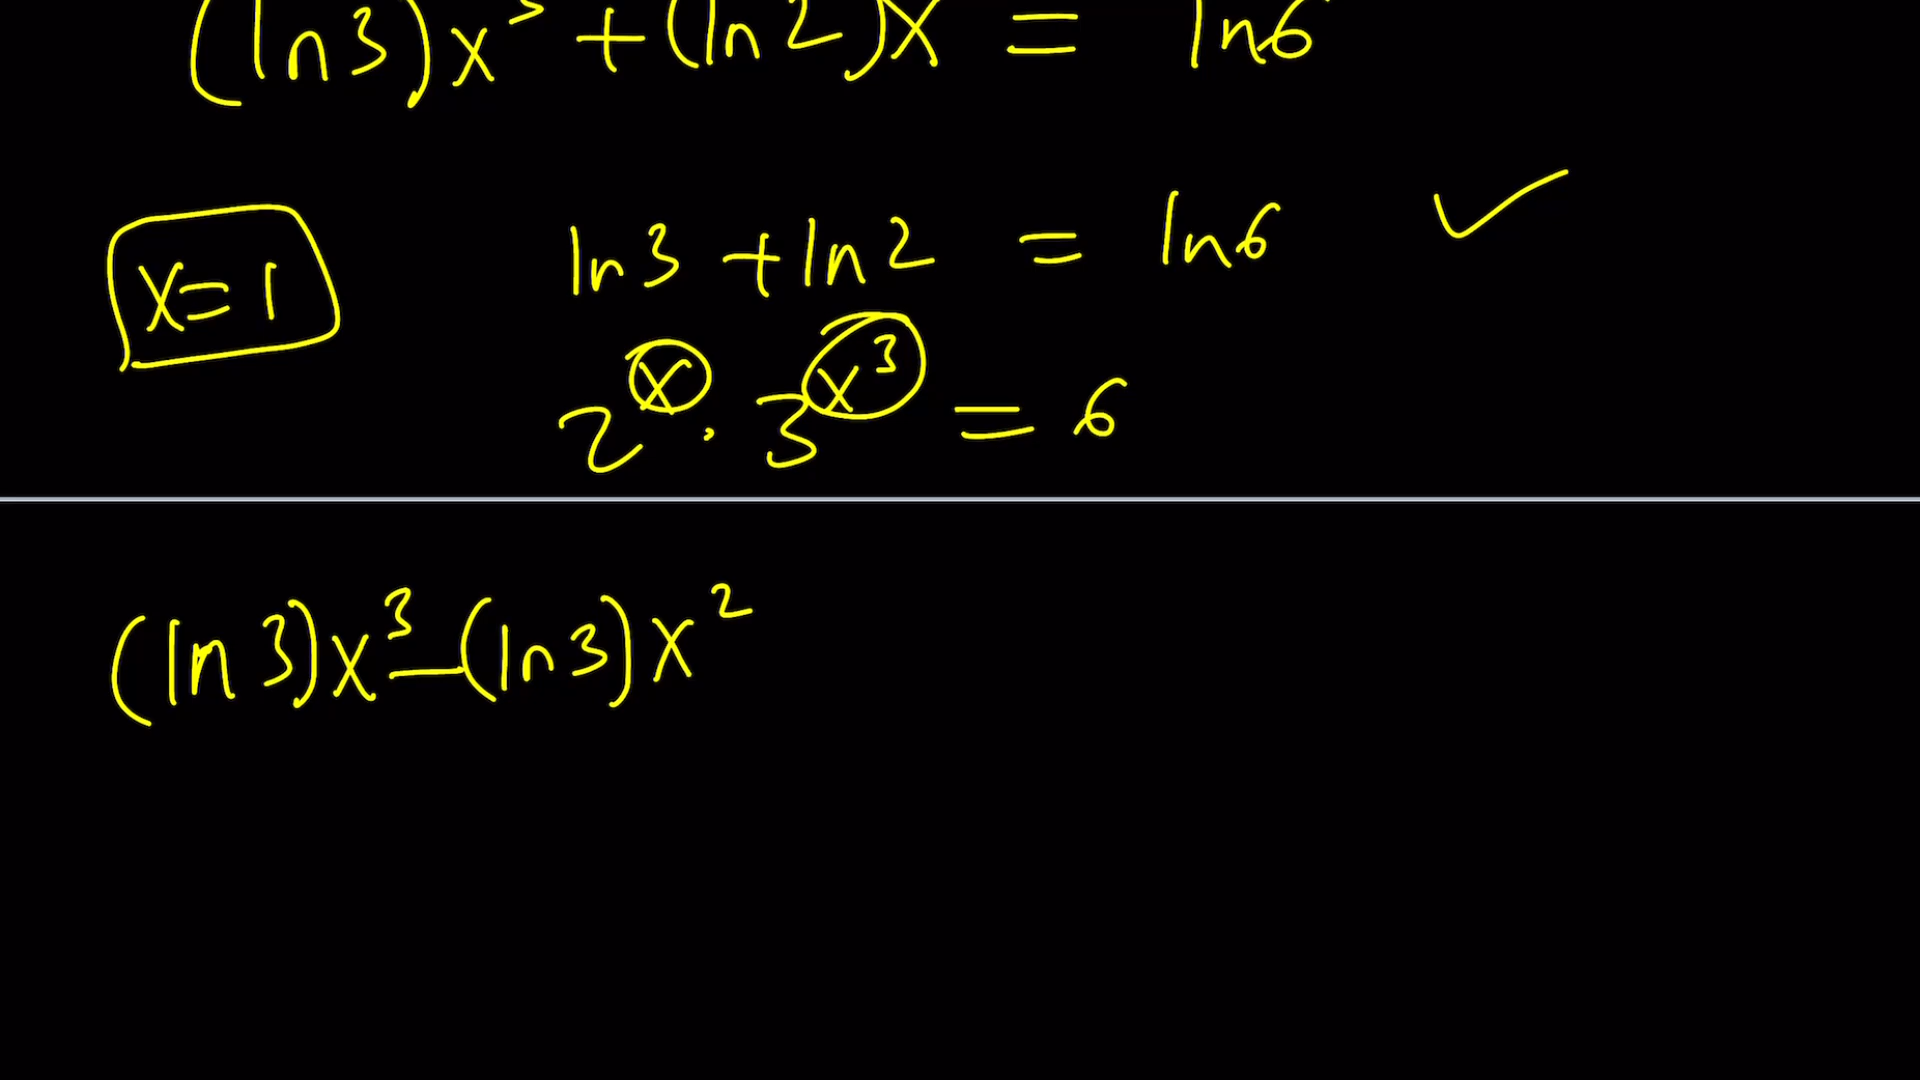 (ln3)x³ + (ln2)x = ln6
x=1 ln3 + ln2 = ln6 ✓
2^x · 3^x³ = 6
(ln3)x³ - (ln3)x²